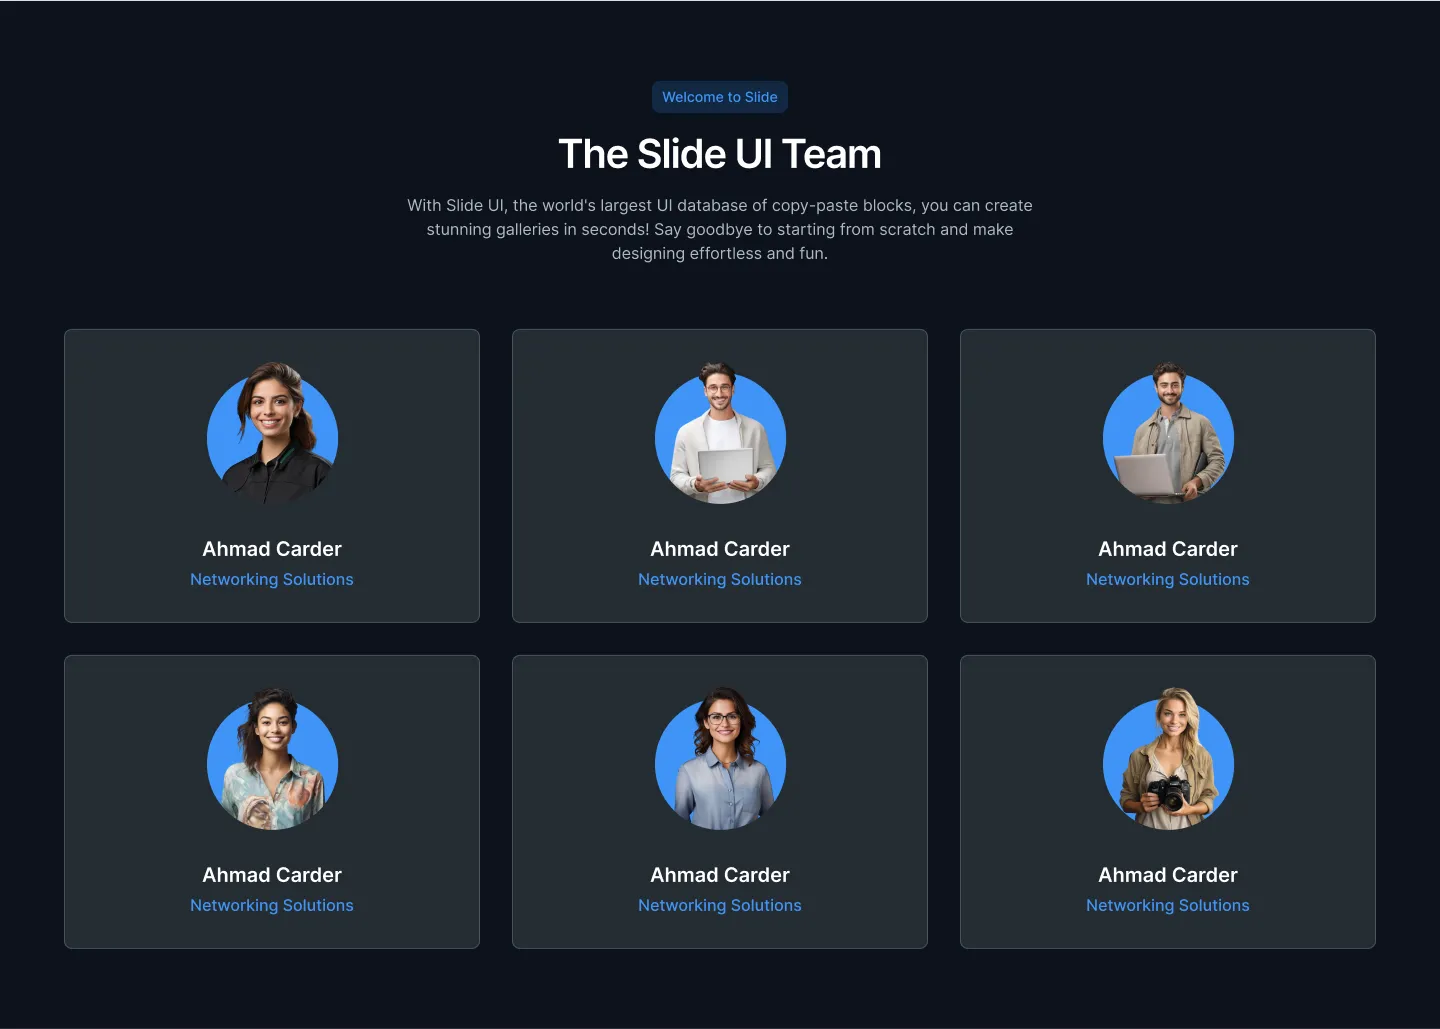 Welcome to Slide
The Slide UI Team
With Slide UI, the world's largest UI database of copy-paste blocks, you can create
stunning galleries in seconds! Say goodbye to starting from scratch and make
designing effortless and fun.
Ahmad Carder
Networking Solutions
Ahmad Carder
Networking Solutions
Ahmad Carder
Networking Solutions
Ahmad Carder
Networking Solutions
Ahmad Carder
Networking Solutions
Ahmad Carder
Networking Solutions